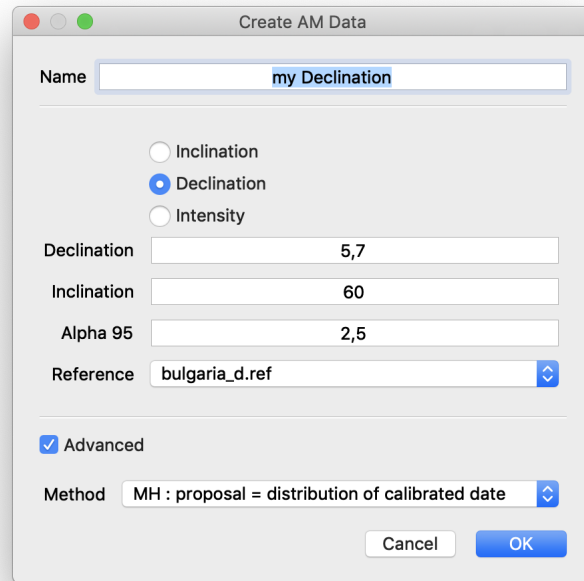 Create AM Data
Name my Declination
Inclination
Declination
Intensity
Declination 5,7
Inclination 60
Alpha 95 2,5
Reference bulgaria_d.ref
Advanced
Method MH : proposal = distribution of calibrated date
Cancel OK